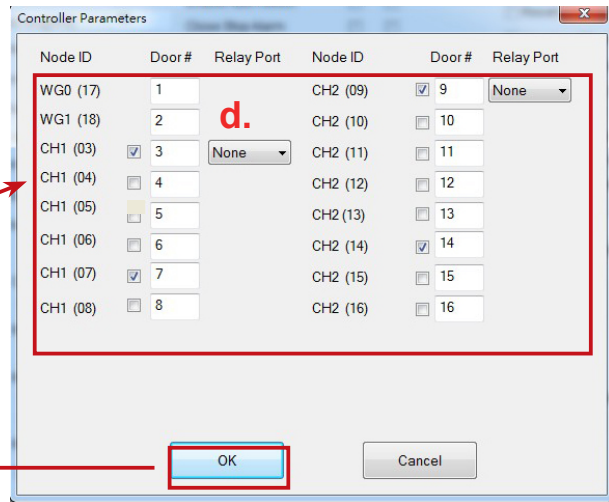 Controller Parameters
Node ID Door # Relay Port Node ID Door # Relay Port
WG0 (17) 1 CH2 (09) 9 None
WG1 (18) 2 d. CH2 (10) 10
CH1 (03) 3 None CH2 (11) 11
CH1 (04) 4 CH2 (12) 12
CH1 (05) 5 CH2 (13) 13
CH1 (06) 6 CH2 (14) 14
CH1 (07) 7 CH2 (15) 15
CH1 (08) 8 CH2 (16) 16
OK Cancel